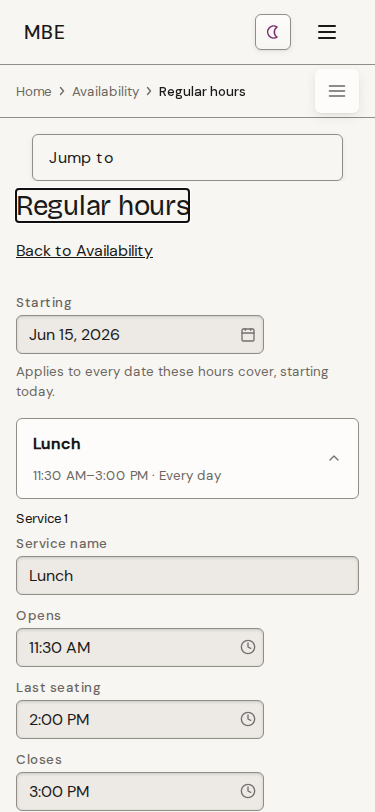 MBE
Home > Availability > Regular hours
Jump to
Regular hours
Back to Availability
Starting
Jun 15, 2026
Applies to every date these hours cover, starting
today.
Lunch
11:30 AM–3:00 PM · Every day
Service 1
Service name
Lunch
Opens
11:30 AM
Last seating
2:00 PM
Closes
3:00 PM